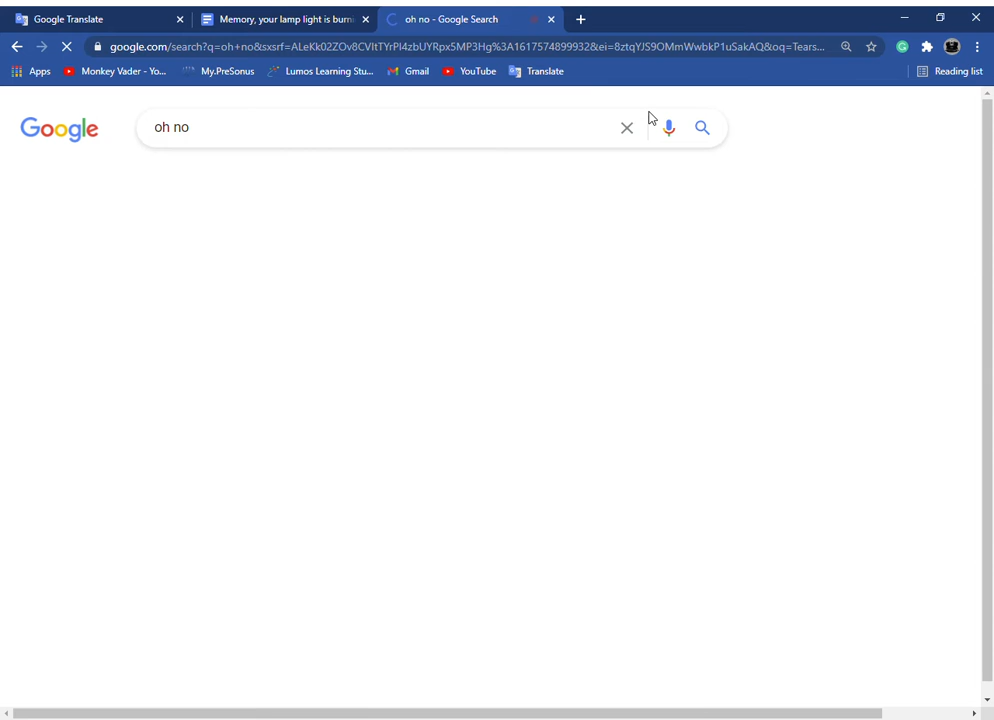 Google Translate
Memory, your lamp light is burni
oh no - Google Search
google.com/search?q=oh+no&sxsrf=ALeKk02ZOv8CVItTYrPl4zbUYRpx5MP3Hg%3A1617574899932&ei=8ztqYJS9OMmWwbkP1uSakAQ&oq=Tears...
Apps
Monkey Vader - Yo...
My.PreSonus
Lumos Learning Stu...
Gmail
YouTube
Translate
Reading list
Google
oh no